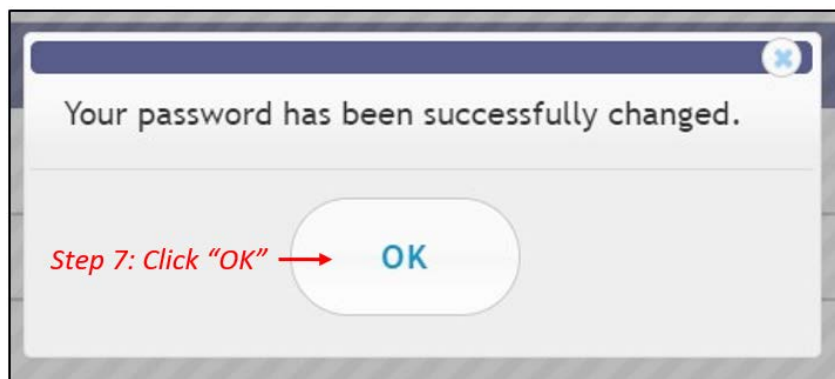 Your password has been successfully changed.
Step 7: Click “OK”
OK